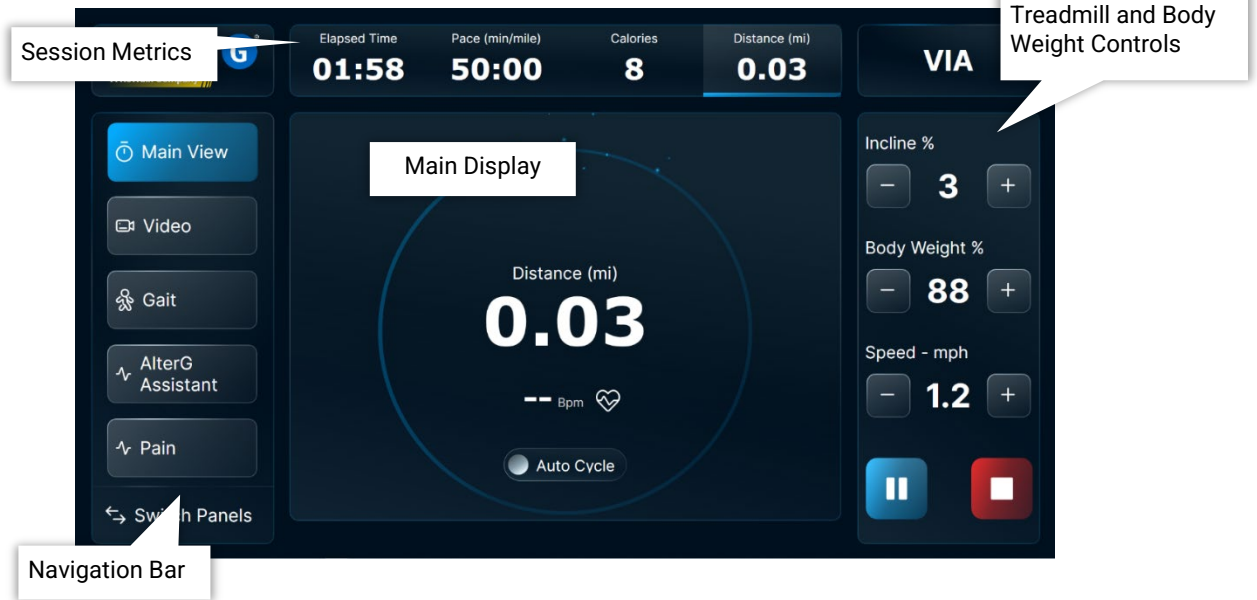 Treadmill and Body
Weight Controls
Session Metrics
G
Elapsed Time
01:58
Pace (min/mile)
50:00
Calories
8
Distance (mi)
0.03
VIA
Main View
Video
Gait
AlterG
Assistant
Pain
Switch Panels
Navigation Bar
Main Display
Distance (mi)
0.03
-- Bpm
Auto Cycle
Incline %
− 3 +
Body Weight %
− 88 +
Speed - mph
− 1.2 +